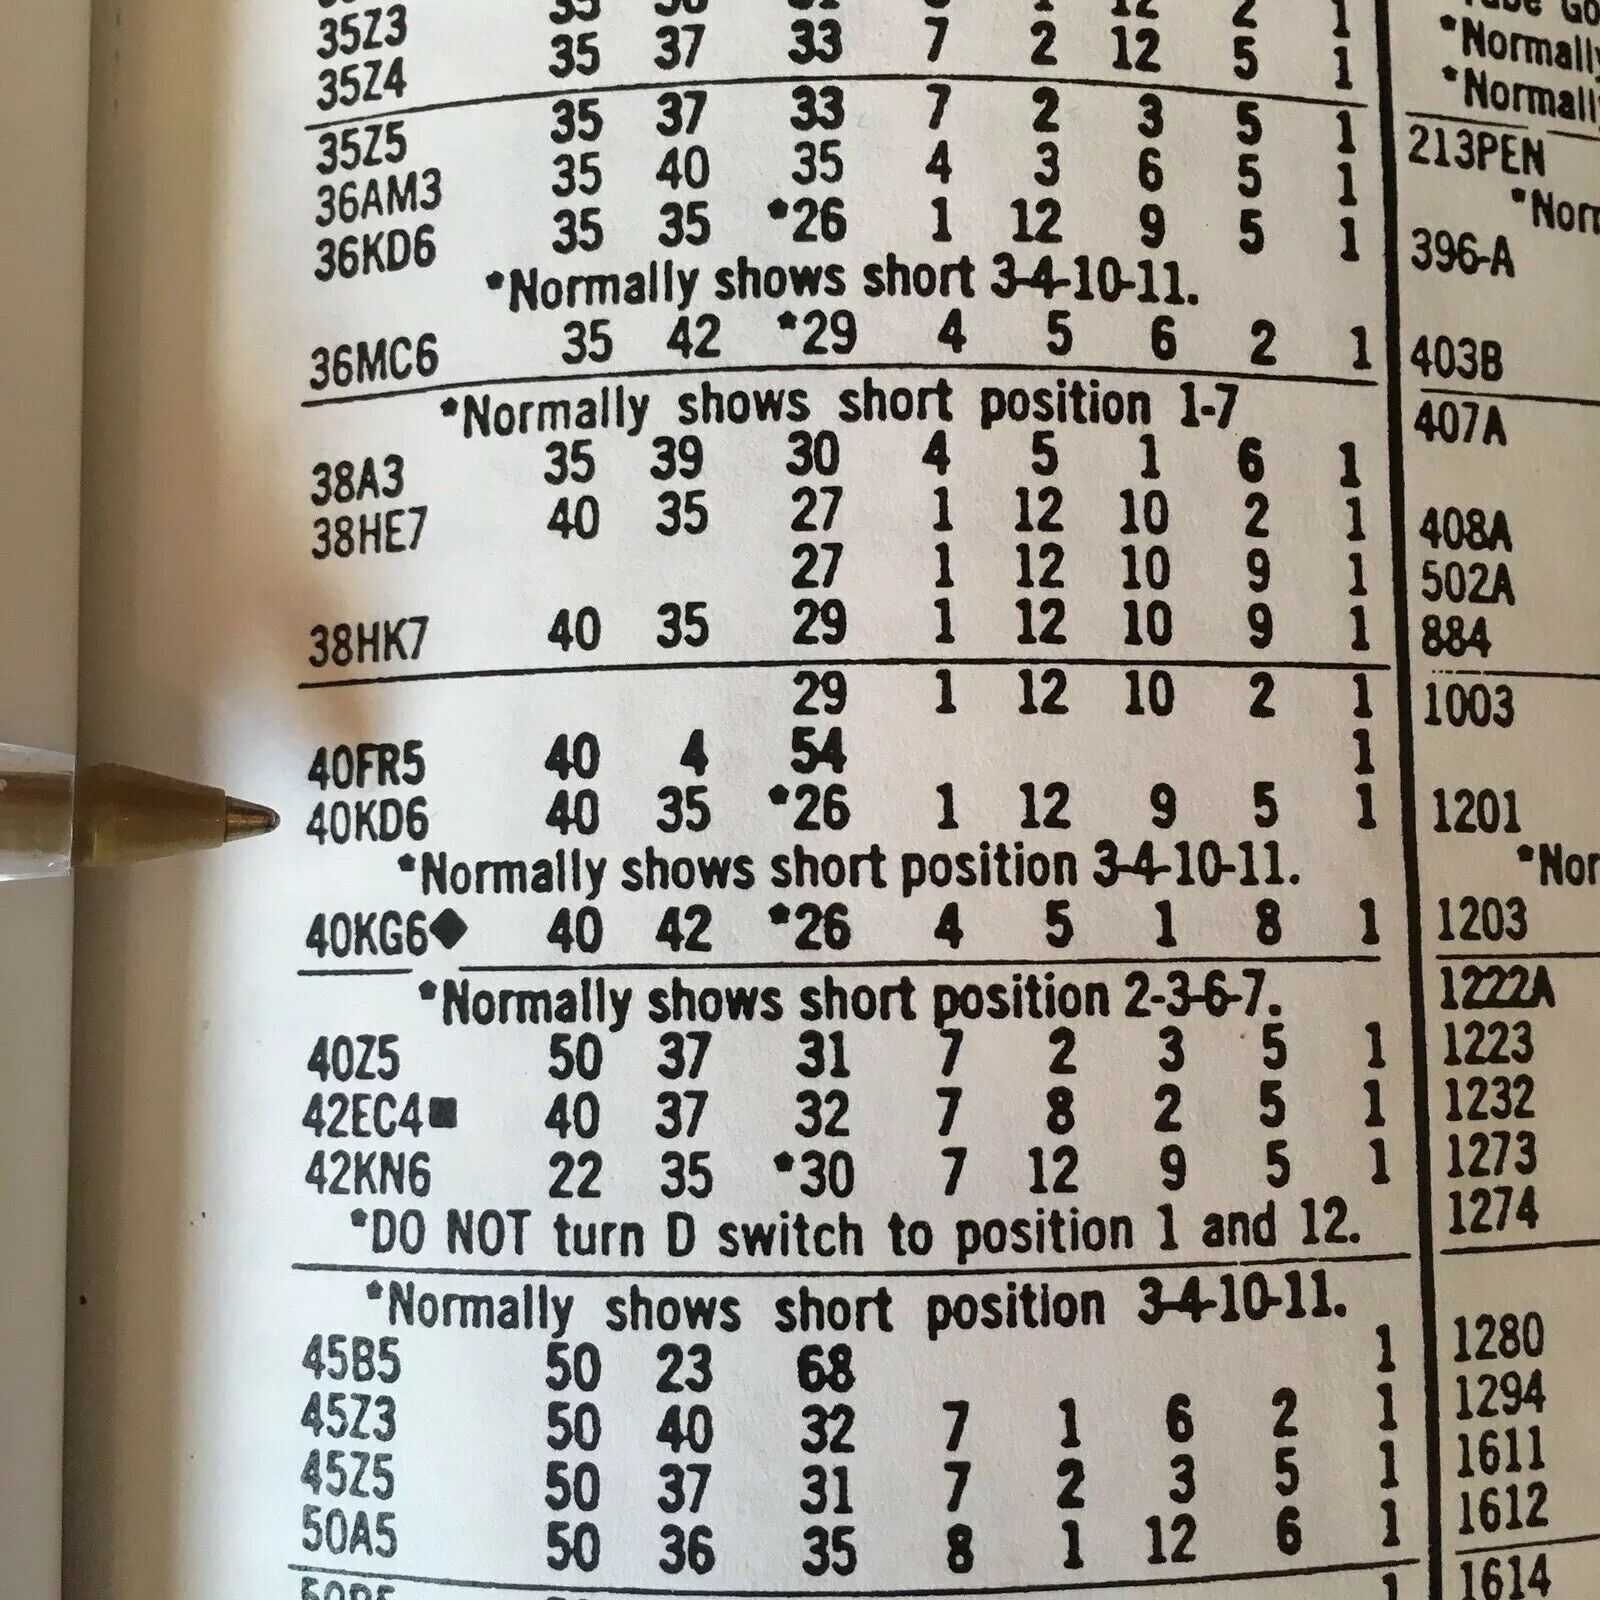 35Z3 35 1 12 2 1
35Z4 35 37 33 7 2 12 5 1
35Z5 35 37 33 7 2 3 5 1
36AM3 35 40 35 4 3 6 5 1
36KD6 35 35 *26 1 12 9 5 1
*Normally shows short 3-4-10-11.
36MC6 35 42 *29 4 5 6 2 1
*Normally shows short position 1-7
38A3 35 39 30 4 5 1 6 1
38HE7 40 35 27 1 12 10 2 1
27 1 12 10 9 1
38HK7 40 35 29 1 12 10 9 1
29 1 12 10 2 1
40FR5 40 4 54 1
40KD6 40 35 *26 1 12 9 5 1
*Normally shows short position 3-4-10-11.
40KG6◆ 40 42 *26 4 5 1 8 1
*Normally shows short position 2-3-6-7.
40Z5 50 37 31 7 2 3 5 1
42EC4■ 40 37 32 7 8 2 5 1
42KN6 22 35 *30 7 12 9 5 1
*DO NOT turn D switch to position 1 and 12.
*Normally shows short position 3-4-10-11.
45B5 50 23 68 1
45Z3 50 40 32 7 1 6 2 1
45Z5 50 37 31 7 2 3 5 1
50A5 50 36 35 8 1 12 6 1
1
*Normally
*Normally
213PEN
396-A
403B
407A
408A
502A
884
1003
1201
1203
1222A
1223
1232
1273
1274
1280
1294
1611
1612
1614